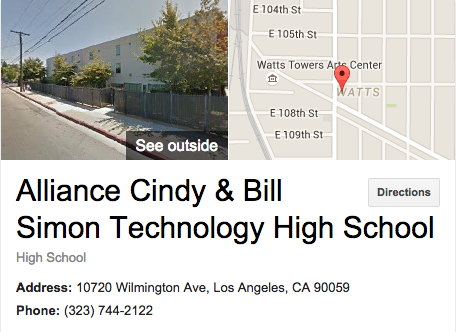 E 104th St
E 105th St
Watts Towers Arts Center
WATTS
E 108th St
E 109th St
See outside
Alliance Cindy & Bill
Simon Technology High School
Directions
High School
Address: 10720 Wilmington Ave, Los Angeles, CA 90059
Phone: (323) 744-2122